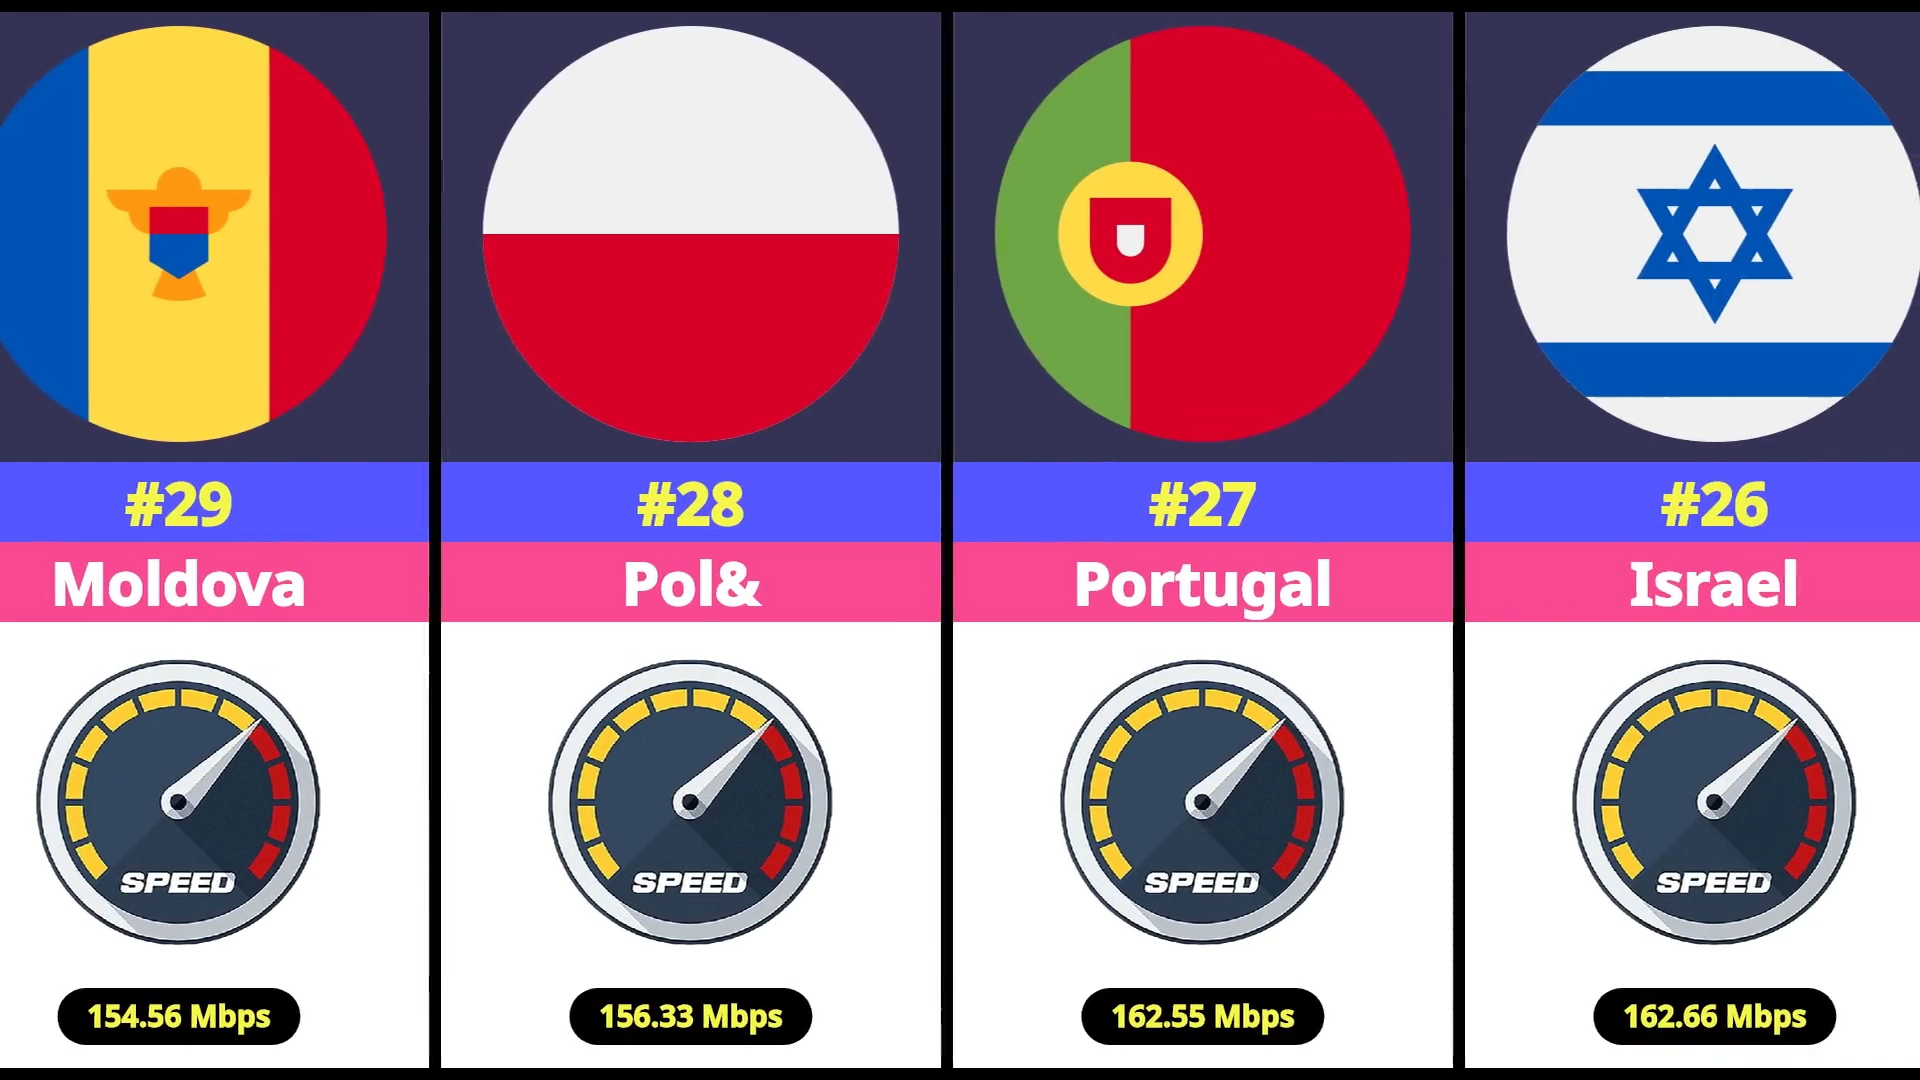 #29
Moldova
SPEED
154.56 Mbps
#28
Pol&
SPEED
156.33 Mbps
#27
Portugal
SPEED
162.55 Mbps
#26
Israel
SPEED
162.66 Mbps